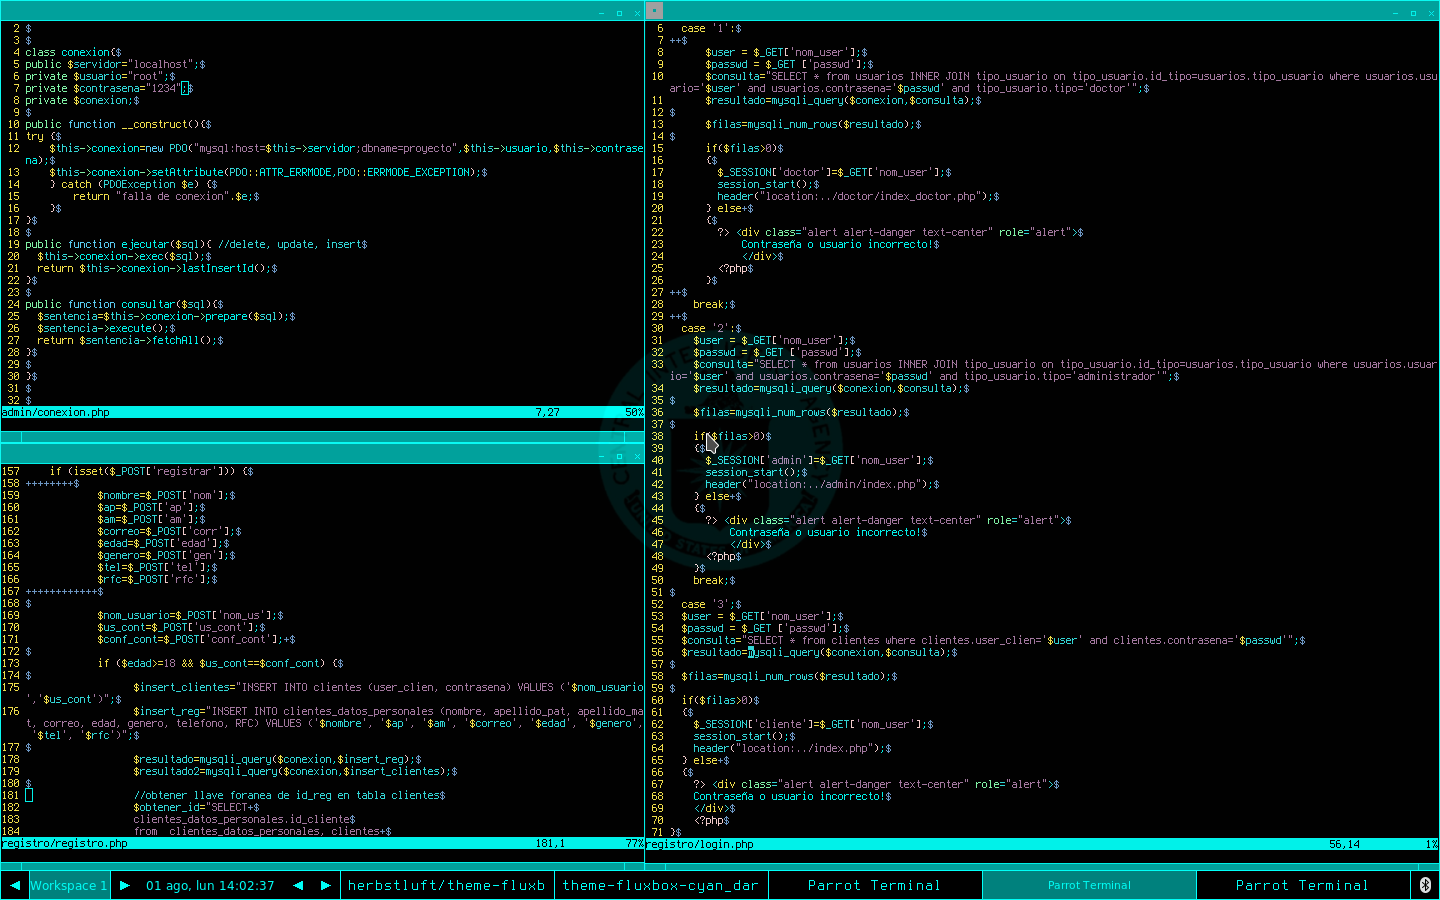 2 $
3 $
4 class conexion{$
5 public $servidor="localhost";$
6 private $usuario="root";$
7 private $contrasena="1234";$
8 private $conexion;$
9 $
10 public function __construct(){$
11 try {$
12     $this->conexion=new PDO("mysql:host=$this->servidor;dbname=proyecto",$this->usuario,$this->contrase
na);$
13     $this->conexion->setAttribute(PDO::ATTR_ERRMODE,PDO::ERRMODE_EXCEPTION);$
14     } catch (PDOException $e) {$
15         return "falla de conexion".$e;$
16     }$
17 }$
18 $
19 public function ejecutar($sql){ //delete, update, insert$
20   $this->conexion->exec($sql);$
21   return $this->conexion->lastInsertId();$
22 }$
23 $
24 public function consultar($sql){$
25   $sentencia=$this->conexion->prepare($sql);$
26   $sentencia->execute();$
27   return $sentencia->fetchAll();$
28 }$
29 $
30 }$
31 $
32 $
admin/conexion.php 7,27 50%
157     if (isset($_POST['registrar'])) {$
158 ++++++++$
159             $nombre=$_POST['nom'];$
160             $ap=$_POST['ap'];$
161             $am=$_POST['am'];$
162             $correo=$_POST['corr'];$
163             $edad=$_POST['edad'];$
164             $genero=$_POST['gen'];$
165             $tel=$_POST['tel'];$
166             $rfc=$_POST['rfc'];$
167 ++++++++++++$
168 $
169             $nom_usuario=$_POST['nom_us'];$
170             $us_cont=$_POST['us_cont'];$
171             $conf_cont=$_POST['conf_cont'];+$
172 $
173             if ($edad>=18 && $us_cont==$conf_cont) {$
174 $
175                   $insert_clientes="INSERT INTO clientes (user_clien, contrasena) VALUES ('$nom_usuario
','$us_cont')";$
176                   $insert_reg="INSERT INTO clientes_datos_personales (nombre, apellido_pat, apellido_ma
t, correo, edad, genero, telefono, RFC) VALUES ('$nombre', '$ap', '$am', '$correo', '$edad', '$genero',
'$tel', '$rfc')";$
177 $
178                   $resultado=mysqli_query($conexion,$insert_reg);$
179                   $resultado2=mysqli_query($conexion,$insert_clientes);$
180 $
181                   //obtener llave foranea de id_reg en tabla clientes$
182                   $obtener_id="SELECT+$
183                   clientes_datos_personales.id_cliente$
184                   from  clientes_datos_personales, clientes+$
registro/registro.php 181,1 77%
6   case '1':$
7 ++$
8       $user = $_GET['nom_user'];$
9       $passwd = $_GET ['passwd'];$
10       $consulta="SELECT * from usuarios INNER JOIN tipo_usuario on tipo_usuario.id_tipo=usuarios.tipo_usuario where usuarios.usu
ario='$user' and usuarios.contrasena='$passwd' and tipo_usuario.tipo='doctor'";$
11       $resultado=mysqli_query($conexion,$consulta);$
12 $
13       $filas=mysqli_num_rows($resultado);$
14 $
15       if($filas>0)$
16       {$
17         $_SESSION['doctor']=$_GET['nom_user'];$
18         session_start();$
19         header("location:../doctor/index_doctor.php");$
20       } else+$
21       {$
22         ?> <div class="alert alert-danger text-center" role="alert">$
23             Contraseña o usuario incorrecto!$
24             </div>$
25         <?php$
26       }$
27 ++$
28     break;$
29 ++$
30   case '2':$
31     $user = $_GET['nom_user'];$
32     $passwd = $_GET ['passwd'];$
33     $consulta="SELECT * from usuarios INNER JOIN tipo_usuario on tipo_usuario.id_tipo=usuarios.tipo_usuario where usuarios.usuar
io='$user' and usuarios.contrasena='$passwd' and tipo_usuario.tipo='administrador'";$
34     $resultado=mysqli_query($conexion,$consulta);$
35 $
36     $filas=mysqli_num_rows($resultado);$
37 $
38     if($filas>0)$
39     {$
40       $_SESSION['admin']=$_GET['nom_user'];$
41       session_start();$
42       header("location:../admin/index.php");$
43     } else+$
44     {$
45       ?> <div class="alert alert-danger text-center" role="alert">$
46           Contraseña o usuario incorrecto!$
47           </div>$
48       <?php$
49     }$
50     break;$
51 $
52   case '3';$
53   $user = $_GET['nom_user'];$
54   $passwd = $_GET ['passwd'];$
55   $consulta="SELECT * from clientes where clientes.user_clien='$user' and clientes.contrasena='$passwd'";$
56   $resultado=mysqli_query($conexion,$consulta);$
57 $
58   $filas=mysqli_num_rows($resultado);$
59 $
60   if($filas>0)$
61   {$
62     $_SESSION['cliente']=$_GET['nom_user'];$
63     session_start();$
64     header("location:../index.php");$
65   } else+$
66   {$
67     ?> <div class="alert alert-danger text-center" role="alert">$
68     Contraseña o usuario incorrecto!$
69     </div>$
70     <?php$
71 }$
registro/login.php 56,14 1%
Workspace 1 01 ago, lun 14:02:37 herbstluft/theme-fluxb theme-fluxbox-cyan_dar Parrot Terminal Parrot Terminal Parrot Terminal